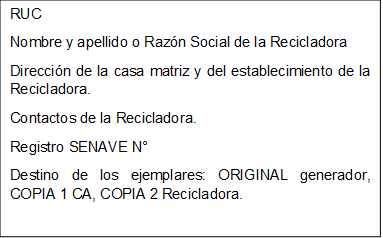 RUC
Nombre y apellido o Razón Social de la Recicladora
Dirección de la casa matriz y del establecimiento de la
Recicladora.
Contactos de la Recicladora.
Registro SENAVE N°
Destino de los ejemplares: ORIGINAL generador,
COPIA 1 CA, COPIA 2 Recicladora.